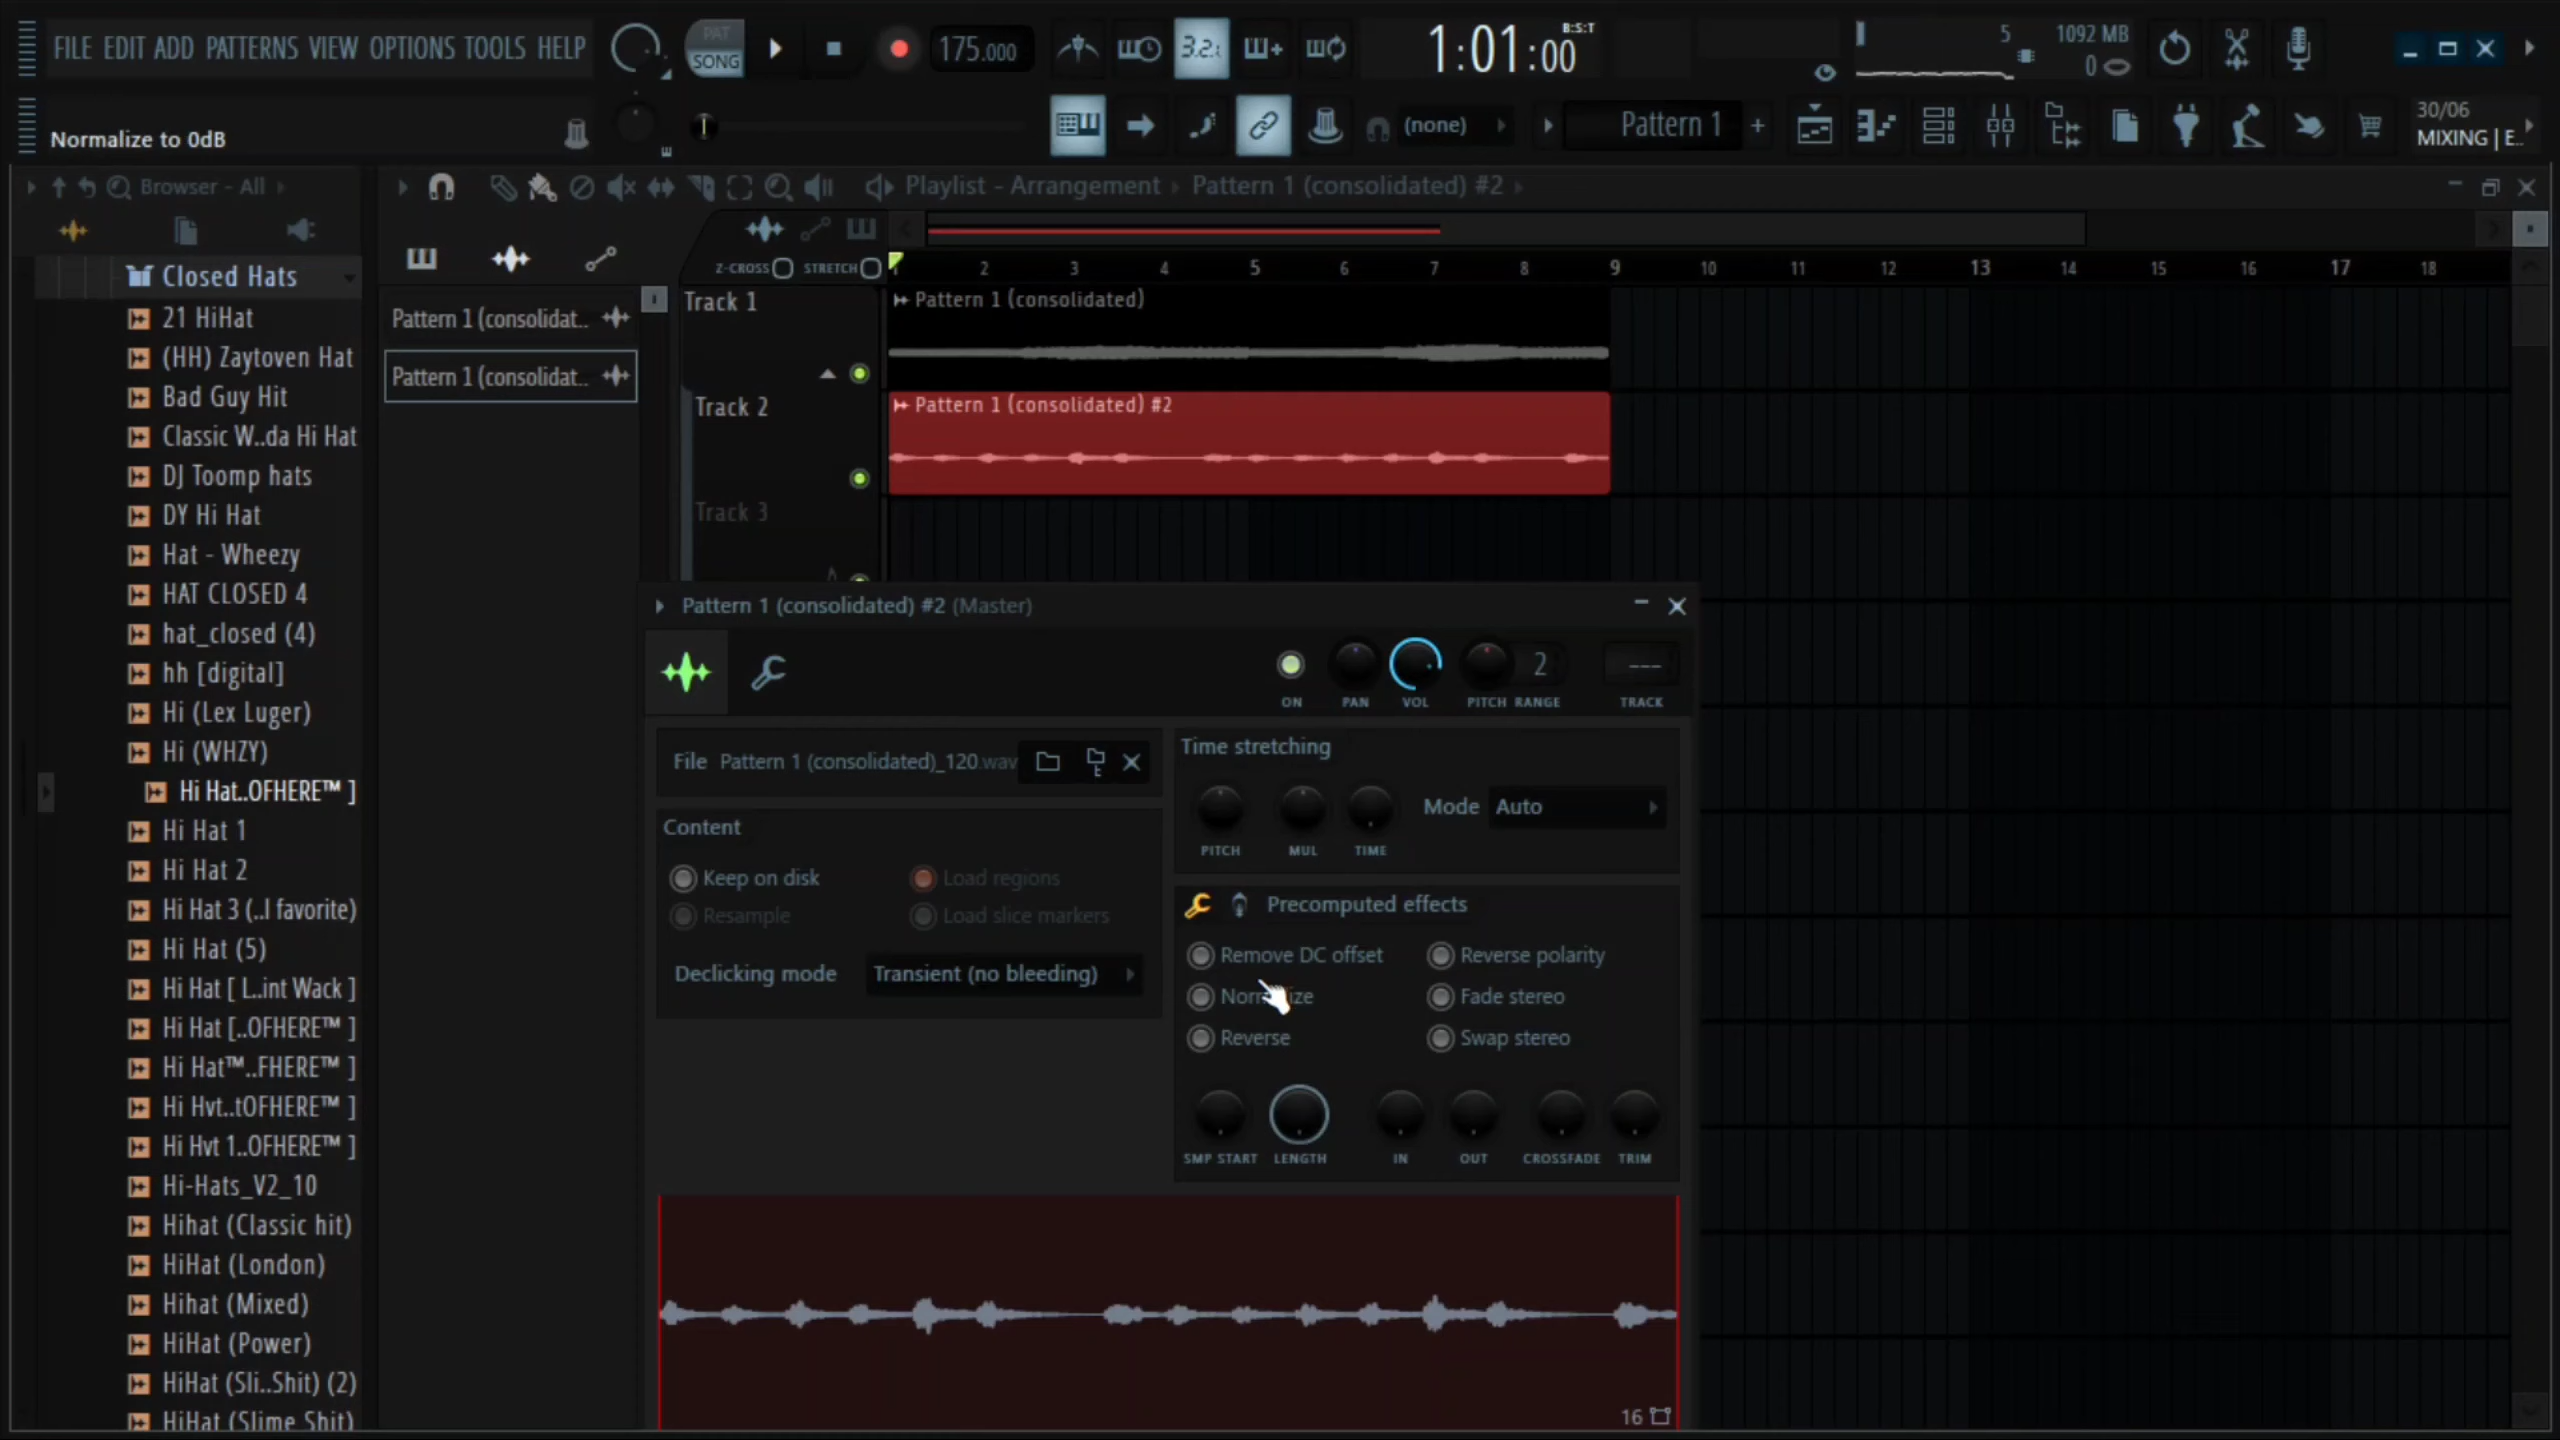 FILE EDIT ADD PATTERNS VIEW OPTIONS TOOLS HELP
PAT
SONG
175.000
3.2.
1:01:00
B:S:T
5
1092 MB
0
Normalize to 0dB
(none)
Pattern 1
30/06
MIXING | E..
Browser - All
Playlist - Arrangement
Pattern 1 (consolidated) #2
Z-CROSS
STRETCH
1 2 3 4 5 6 7 8 9 10 11 12 13 14 15 16 17 18
Closed Hats
21 HiHat
(HH) Zaytoven Hat
Bad Guy Hit
Classic W..da Hi Hat
DJ Toomp hats
DY Hi Hat
Hat - Wheezy
HAT CLOSED 4
hat_closed (4)
hh [digital]
Hi (Lex Luger)
Hi (WHZY)
Hi Hat..OFHERE™ ]
Hi Hat 1
Hi Hat 2
Hi Hat 3 (..l favorite)
Hi Hat (5)
Hi Hat [ L..int Wack ]
Hi Hat [..OFHERE™ ]
Hi Hat™..FHERE™ ]
Hi Hvt..tOFHERE™ ]
Hi Hvt 1..OFHERE™ ]
Hi-Hats_V2_10
Hihat (Classic hit)
HiHat (London)
Hihat (Mixed)
HiHat (Power)
HiHat (Sli..Shit) (2)
HiHat (Slime Shit)
Pattern 1 (consolidat..
Pattern 1 (consolidat..
Track 1
Pattern 1 (consolidated)
Track 2
Pattern 1 (consolidated) #2
Track 3
Pattern 1 (consolidated) #2 (Master)
2
---
ON
PAN
VOL
PITCH
RANGE
TRACK
File
Pattern 1 (consolidated)_120.wav
Content
Keep on disk
Load regions
Resample
Load slice markers
Declicking mode
Transient (no bleeding)
Time stretching
Mode
Auto
PITCH
MUL
TIME
Precomputed effects
Remove DC offset
Reverse polarity
Normalize
Fade stereo
Reverse
Swap stereo
SMP START
LENGTH
IN
OUT
CROSSFADE
TRIM
16